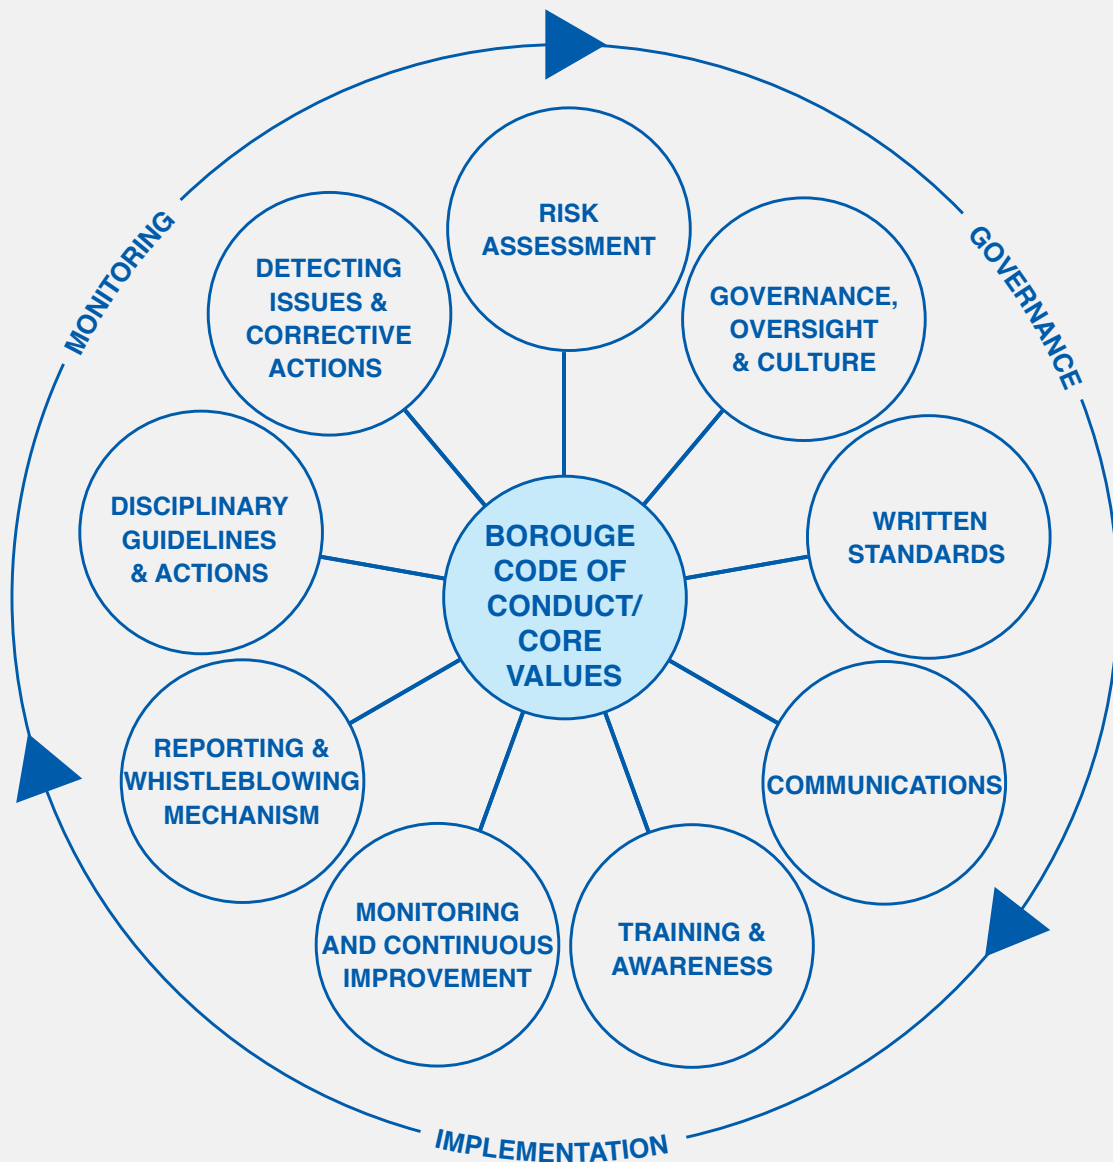 RISK
ASSESSMENT
GOVERNANCE,
OVERSIGHT
& CULTURE
WRITTEN
STANDARDS
COMMUNICATIONS
TRAINING &
AWARENESS
MONITORING
AND CONTINUOUS
IMPROVEMENT
REPORTING &
WHISTLEBLOWING
MECHANISM
DISCIPLINARY
GUIDELINES
& ACTIONS
DETECTING
ISSUES &
CORRECTIVE
ACTIONS
BOROUGE
CODE OF
CONDUCT/
CORE
VALUES
GOVERNANCE
IMPLEMENTATION
MONITORING